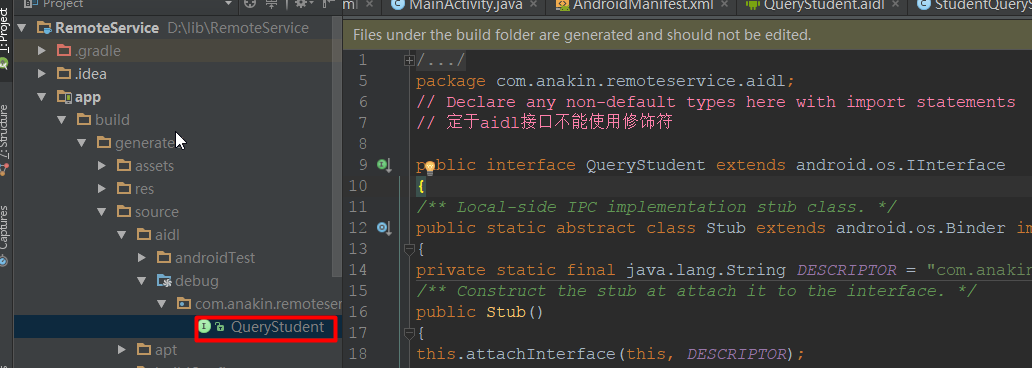 Project
ml
MainActivity.java
AndroidManifest.xml
QueryStudent.aidl
StudentQuery
1: Project
Z: Structure
Captures
RemoteService D:\lib\RemoteService
.gradle
.idea
app
build
generate
assets
res
source
aidl
androidTest
debug
com.anakin.remoteser
QueryStudent
apt
Files under the build folder are generated and should not be edited.
1 /.../
5 package com.anakin.remoteservice.aidl;
6 // Declare any non-default types here with import statements
7 // 定于aidl接口不能使用修饰符
8
9 public interface QueryStudent extends android.os.IInterface
10 {
11 /** Local-side IPC implementation stub class. */
12 public static abstract class Stub extends android.os.Binder im
13 {
14 private static final java.lang.String DESCRIPTOR = "com.anakin
15 /** Construct the stub at attach it to the interface. */
16 public Stub()
17 {
18 this.attachInterface(this, DESCRIPTOR);